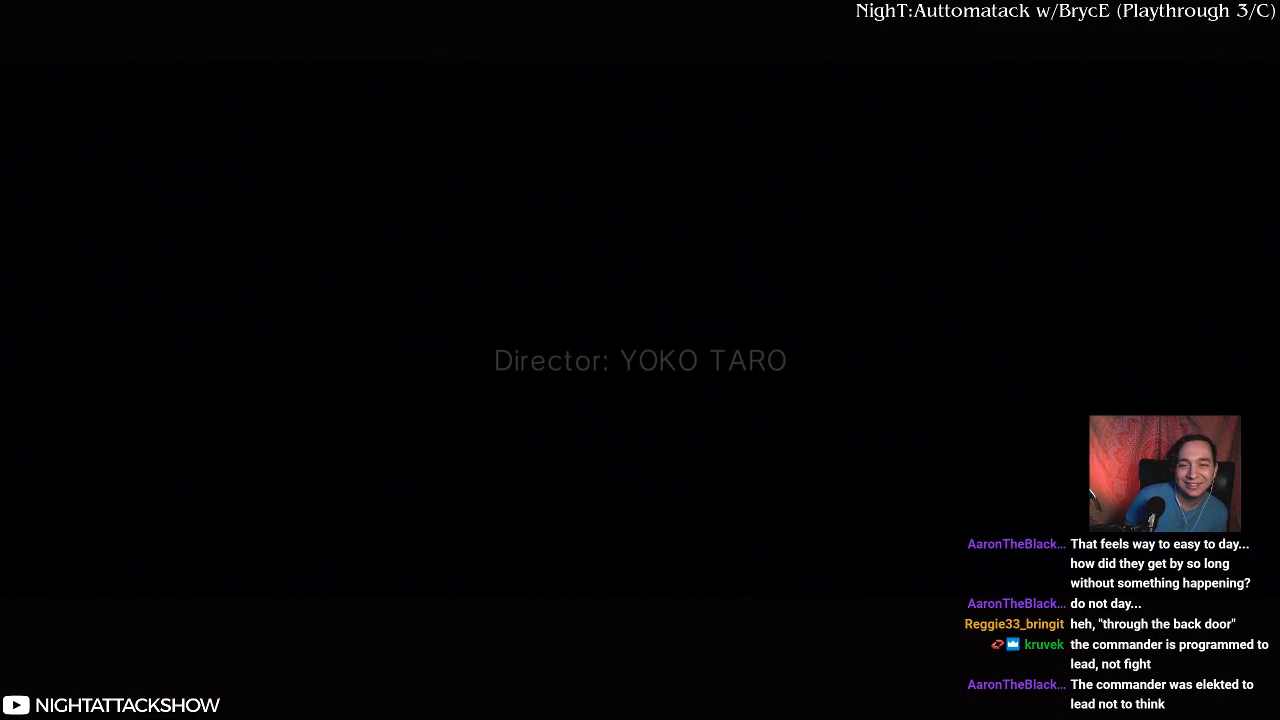 NighT:Auttomatack w/BrycE (Playthrough 3/C)
Director: YOKO TARO
AaronTheBlack… That feels way to easy to day...
how did they get by so long
without something happening?
AaronTheBlack… do not day...
Reggie33_bringit heh, "through the back door"
kruvek the commander is programmed to
lead, not fight
AaronTheBlack… The commander was elekted to
lead not to think
NIGHTATTACKSHOW